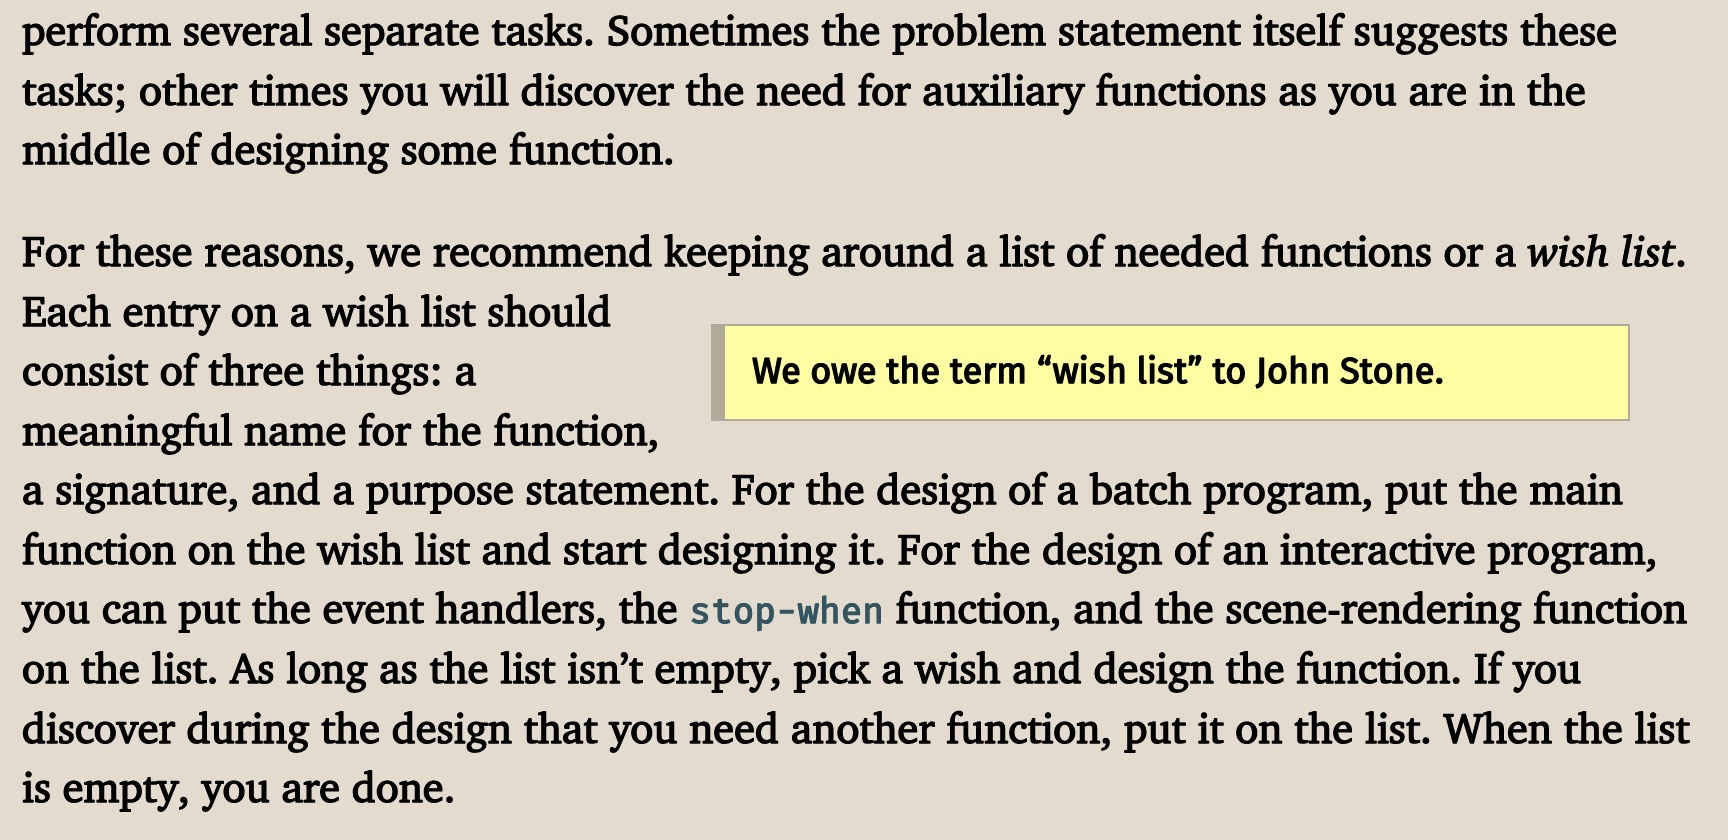 perform several separate tasks. Sometimes the problem statement itself suggests these
tasks; other times you will discover the need for auxiliary functions as you are in the
middle of designing some function.
For these reasons, we recommend keeping around a list of needed functions or a wish list.
Each entry on a wish list should
consist of three things: a
meaningful name for the function,
We owe the term “wish list” to John Stone.
a signature, and a purpose statement. For the design of a batch program, put the main
function on the wish list and start designing it. For the design of an interactive program,
you can put the event handlers, the stop-when function, and the scene-rendering function
on the list. As long as the list isn’t empty, pick a wish and design the function. If you
discover during the design that you need another function, put it on the list. When the list
is empty, you are done.